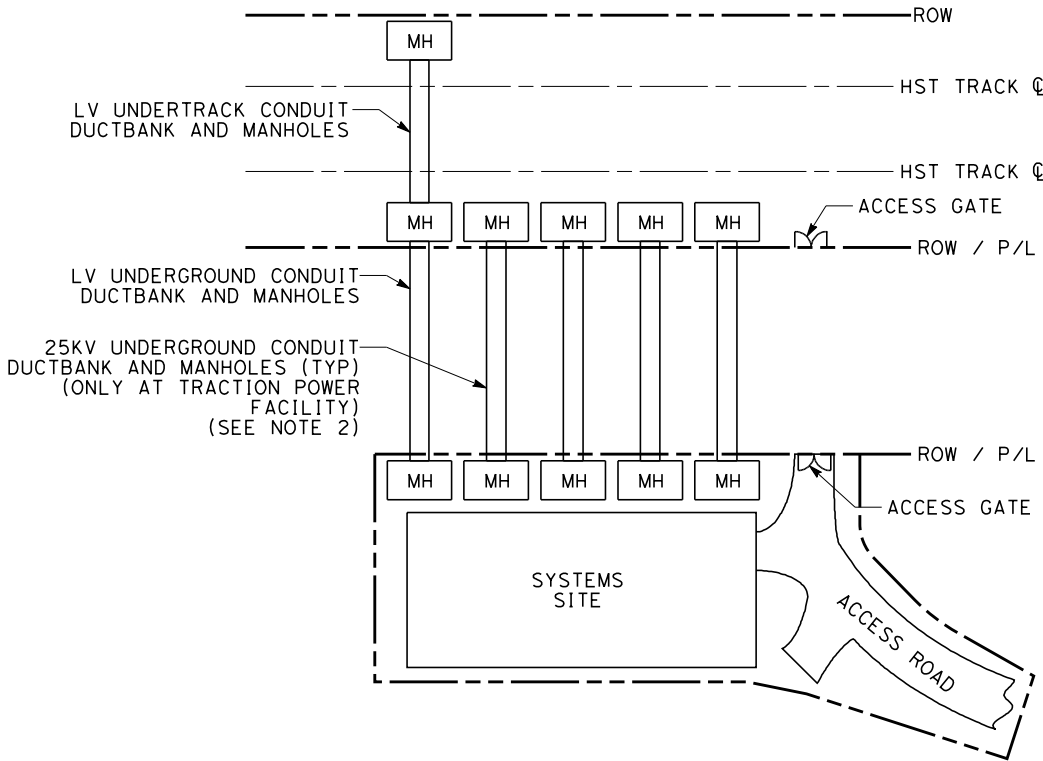 ROW
MH
HST TRACK ℄
LV UNDERTRACK CONDUIT
DUCTBANK AND MANHOLES
HST TRACK ℄
ACCESS GATE
MH MH MH MH MH
ROW / P/L
LV UNDERGROUND CONDUIT
DUCTBANK AND MANHOLES
25KV UNDERGROUND CONDUIT
DUCTBANK AND MANHOLES (TYP)
(ONLY AT TRACTION POWER
FACILITY)
(SEE NOTE 2)
ROW / P/L
MH MH MH MH MH
ACCESS GATE
SYSTEMS
SITE
ACCESS ROAD